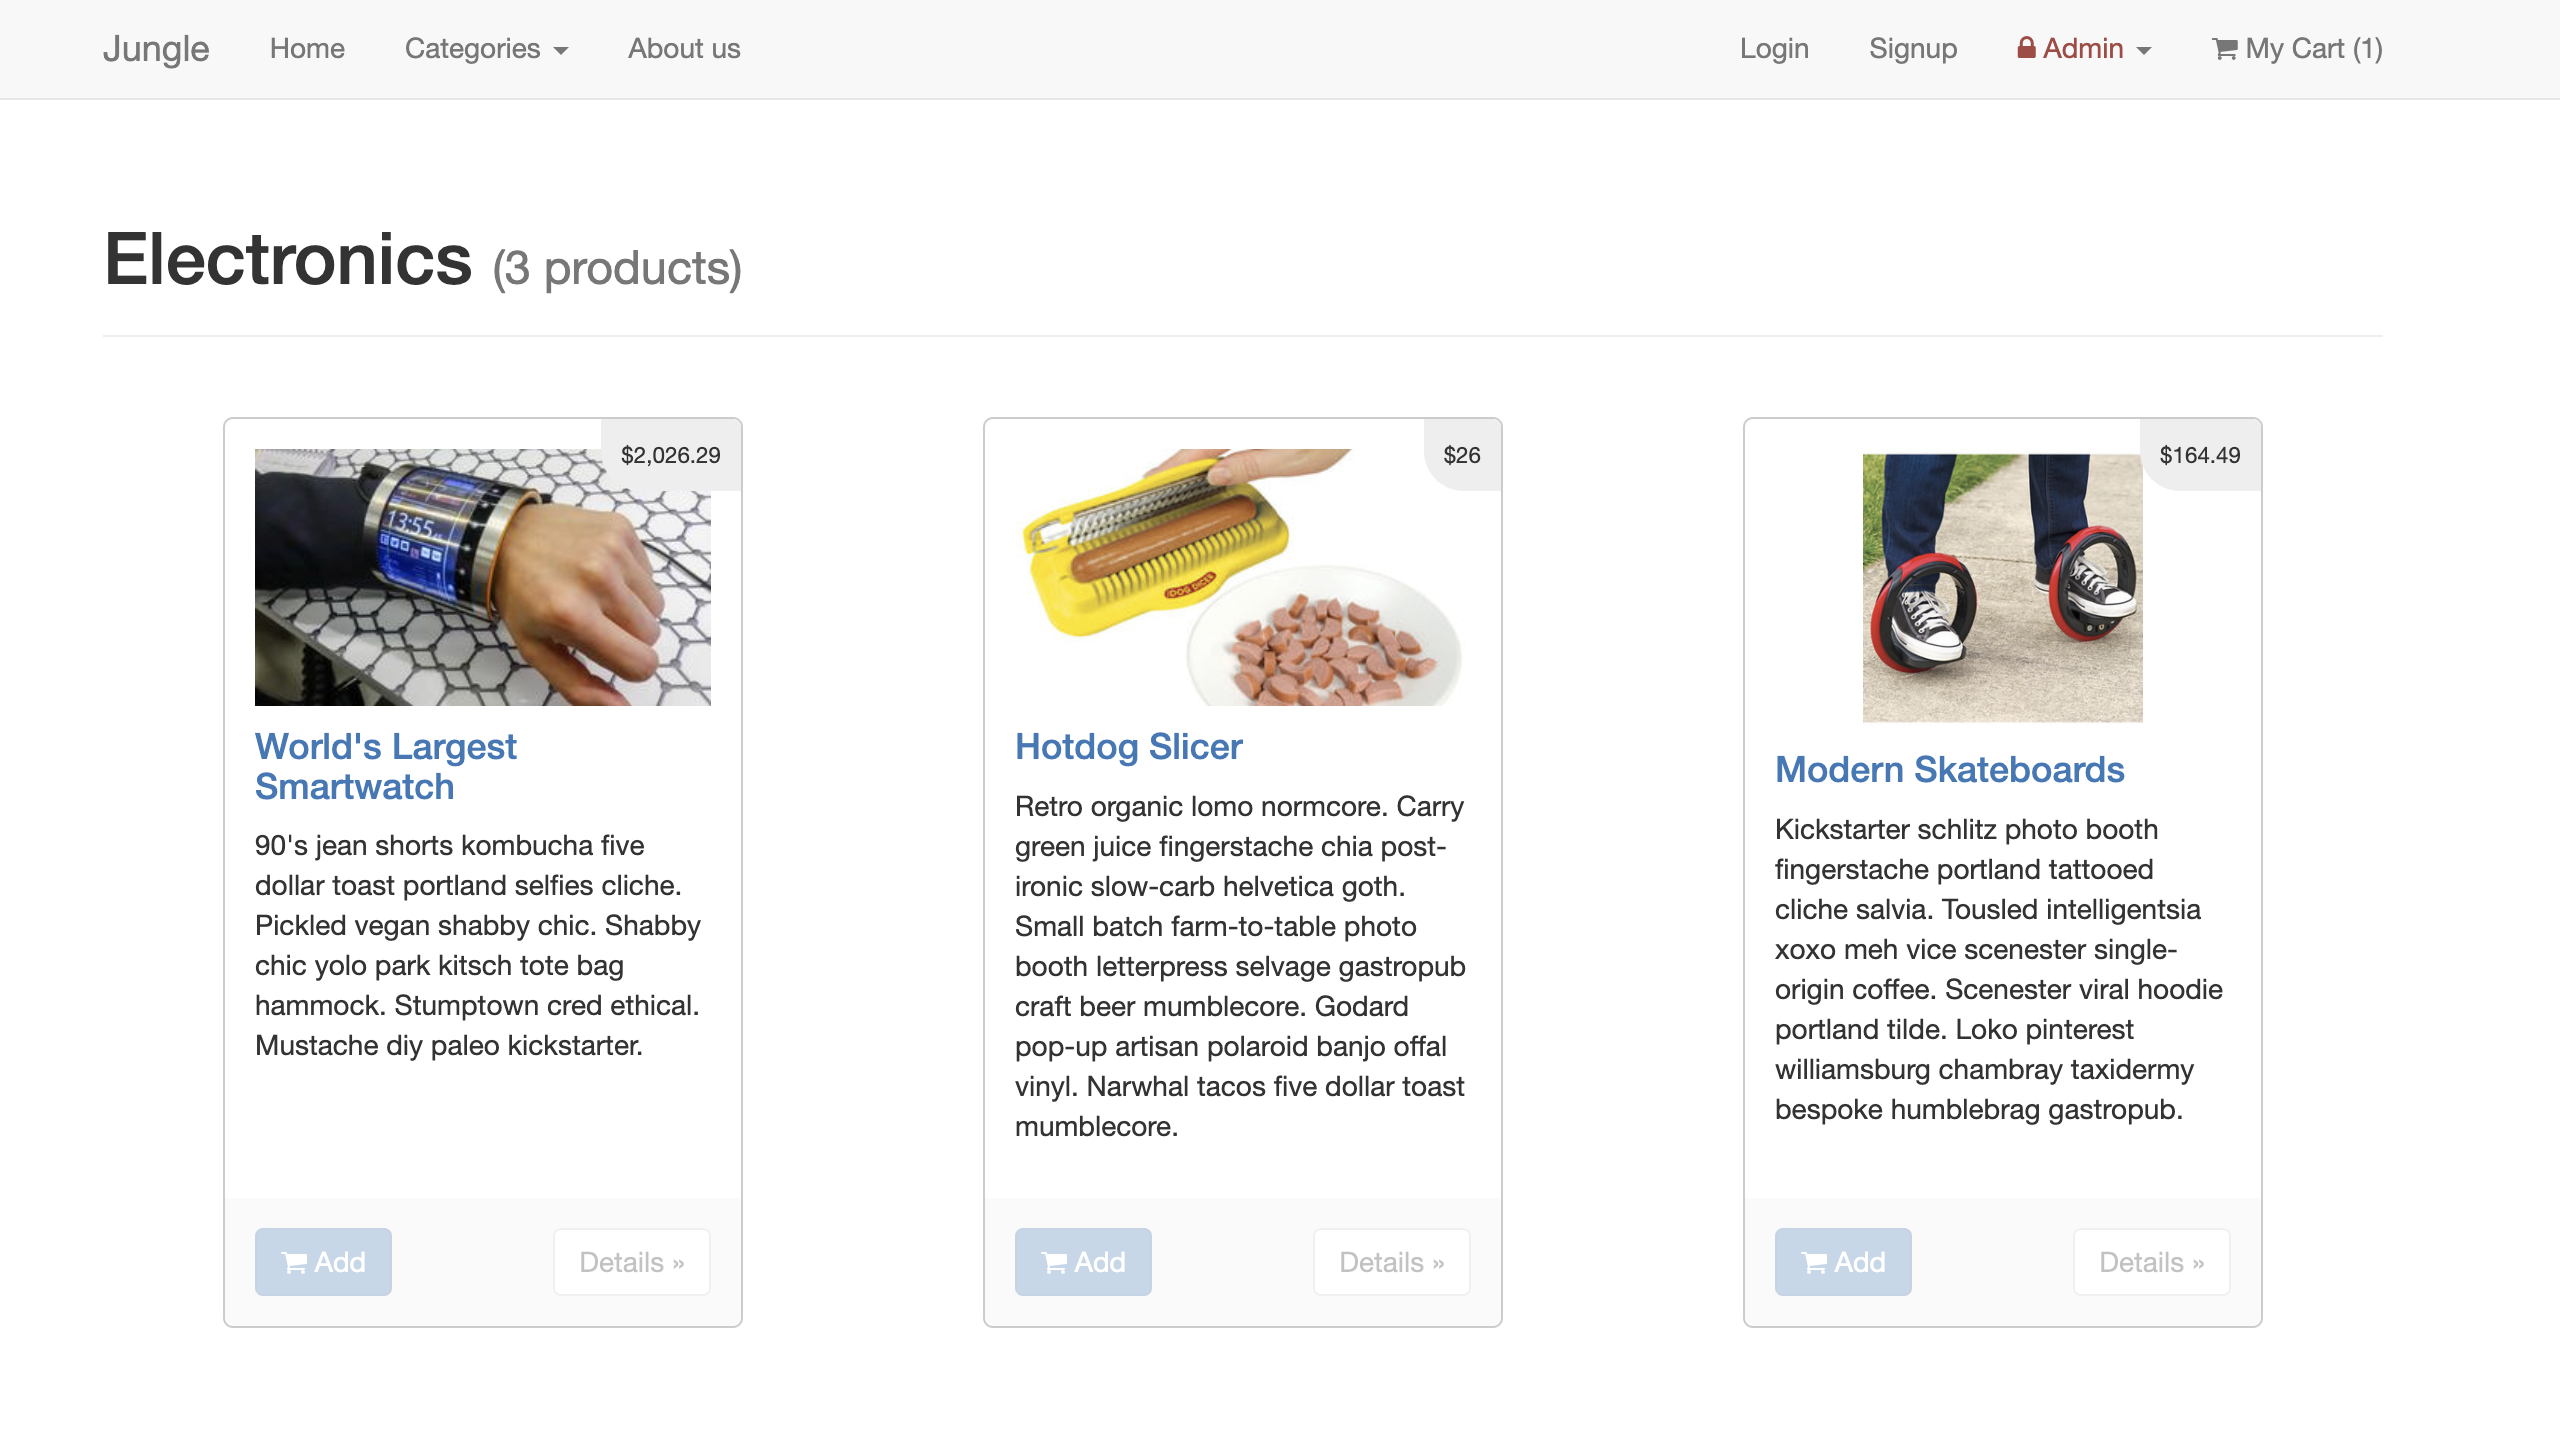 Jungle Home Categories About us Login Signup Admin My Cart (1)
Electronics (3 products)
$2,026.29
13:55
World's Largest
Smartwatch
90's jean shorts kombucha five
dollar toast portland selfies cliche.
Pickled vegan shabby chic. Shabby
chic yolo park kitsch tote bag
hammock. Stumptown cred ethical.
Mustache diy paleo kickstarter.
Add Details »
$26
DOG DICER
Hotdog Slicer
Retro organic lomo normcore. Carry
green juice fingerstache chia post-
ironic slow-carb helvetica goth.
Small batch farm-to-table photo
booth letterpress selvage gastropub
craft beer mumblecore. Godard
pop-up artisan polaroid banjo offal
vinyl. Narwhal tacos five dollar toast
mumblecore.
Add Details »
$164.49
Modern Skateboards
Kickstarter schlitz photo booth
fingerstache portland tattooed
cliche salvia. Tousled intelligentsia
xoxo meh vice scenester single-
origin coffee. Scenester viral hoodie
portland tilde. Loko pinterest
williamsburg chambray taxidermy
bespoke humblebrag gastropub.
Add Details »